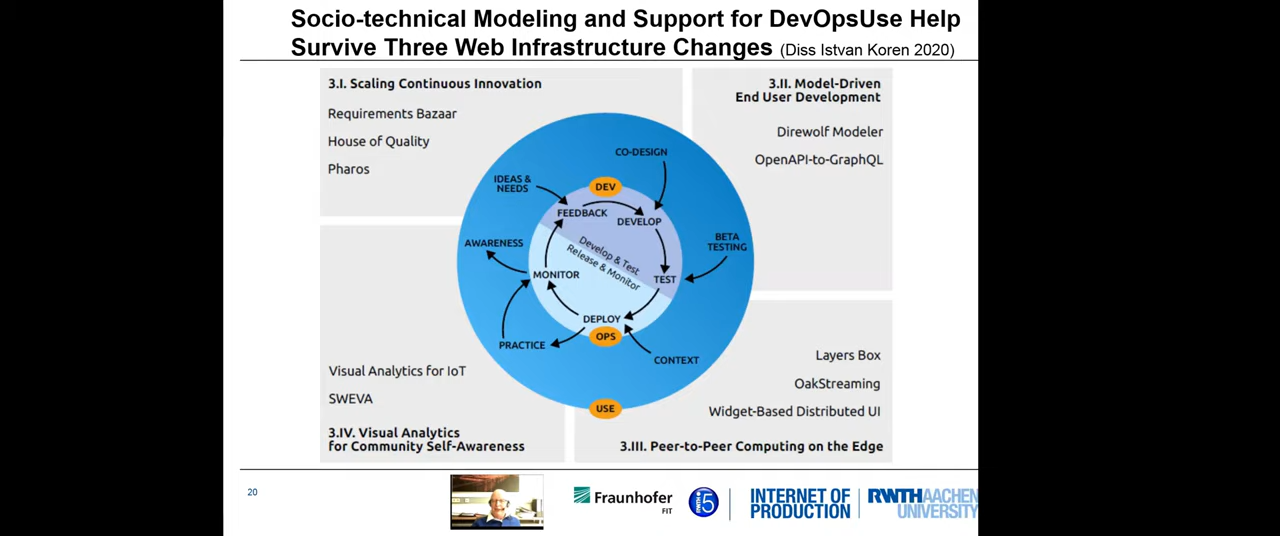 Socio-technical Modeling and Support for DevOpsUse Help
Survive Three Web Infrastructure Changes (Diss Istvan Koren 2020)
3.I. Scaling Continuous Innovation
Requirements Bazaar
House of Quality
Pharos
3.II. Model-Driven
End User Development
Direwolf Modeler
OpenAPI-to-GraphQL
CO-DESIGN
IDEAS &
NEEDS
DEV
FEEDBACK
DEVELOP
AWARENESS
BETA
TESTING
Develop & Test
Release & Monitor
MONITOR
TEST
DEPLOY
OPS
PRACTICE
CONTEXT
USE
Visual Analytics for IoT
SWEVA
3.IV. Visual Analytics
for Community Self-Awareness
Layers Box
OakStreaming
Widget-Based Distributed UI
3.III. Peer-to-Peer Computing on the Edge
20
Fraunhofer
FIT
INTERNET OF
PRODUCTION
RWTH AACHEN
UNIVERSITY